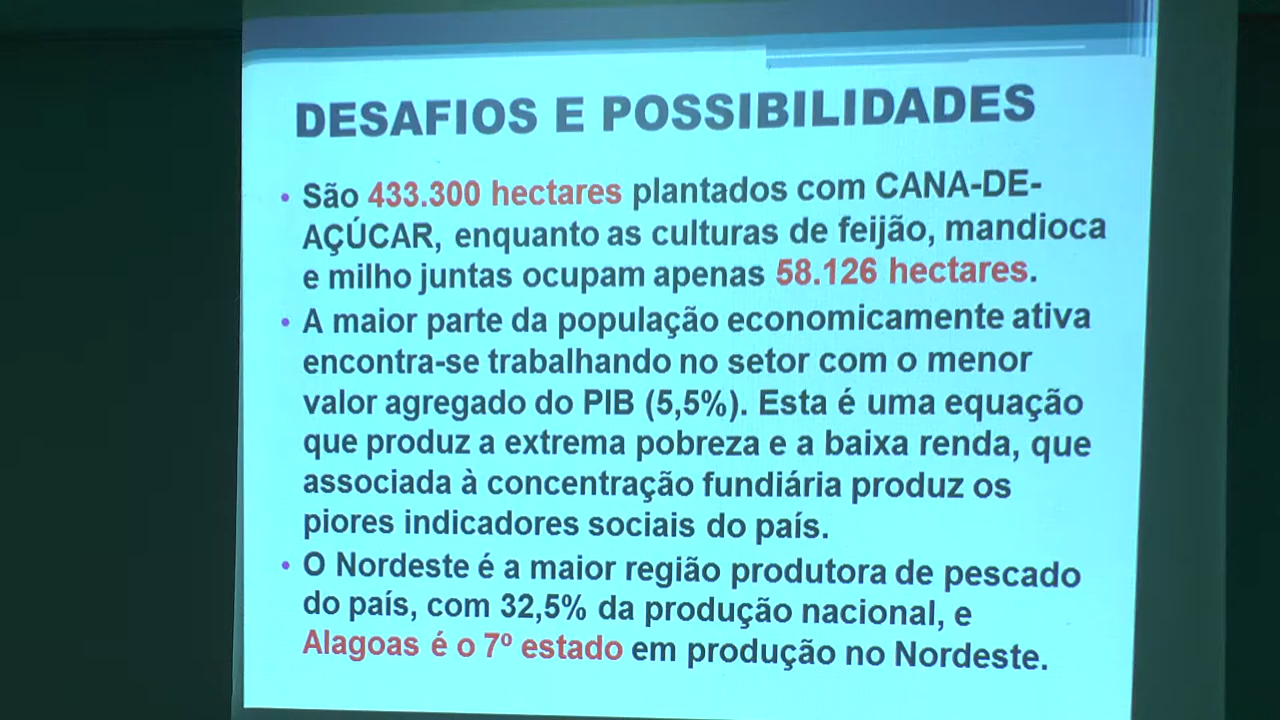 DESAFIOS E POSSIBILIDADES
• São 433.300 hectares plantados com CANA-DE-
AÇÚCAR, enquanto as culturas de feijão, mandioca
e milho juntas ocupam apenas 58.126 hectares.
• A maior parte da população economicamente ativa
encontra-se trabalhando no setor com o menor
valor agregado do PIB (5,5%). Esta é uma equação
que produz a extrema pobreza e a baixa renda, que
associada à concentração fundiária produz os
piores indicadores sociais do país.
• O Nordeste é a maior região produtora de pescado
do país, com 32,5% da produção nacional, e
Alagoas é o 7º estado em produção no Nordeste.